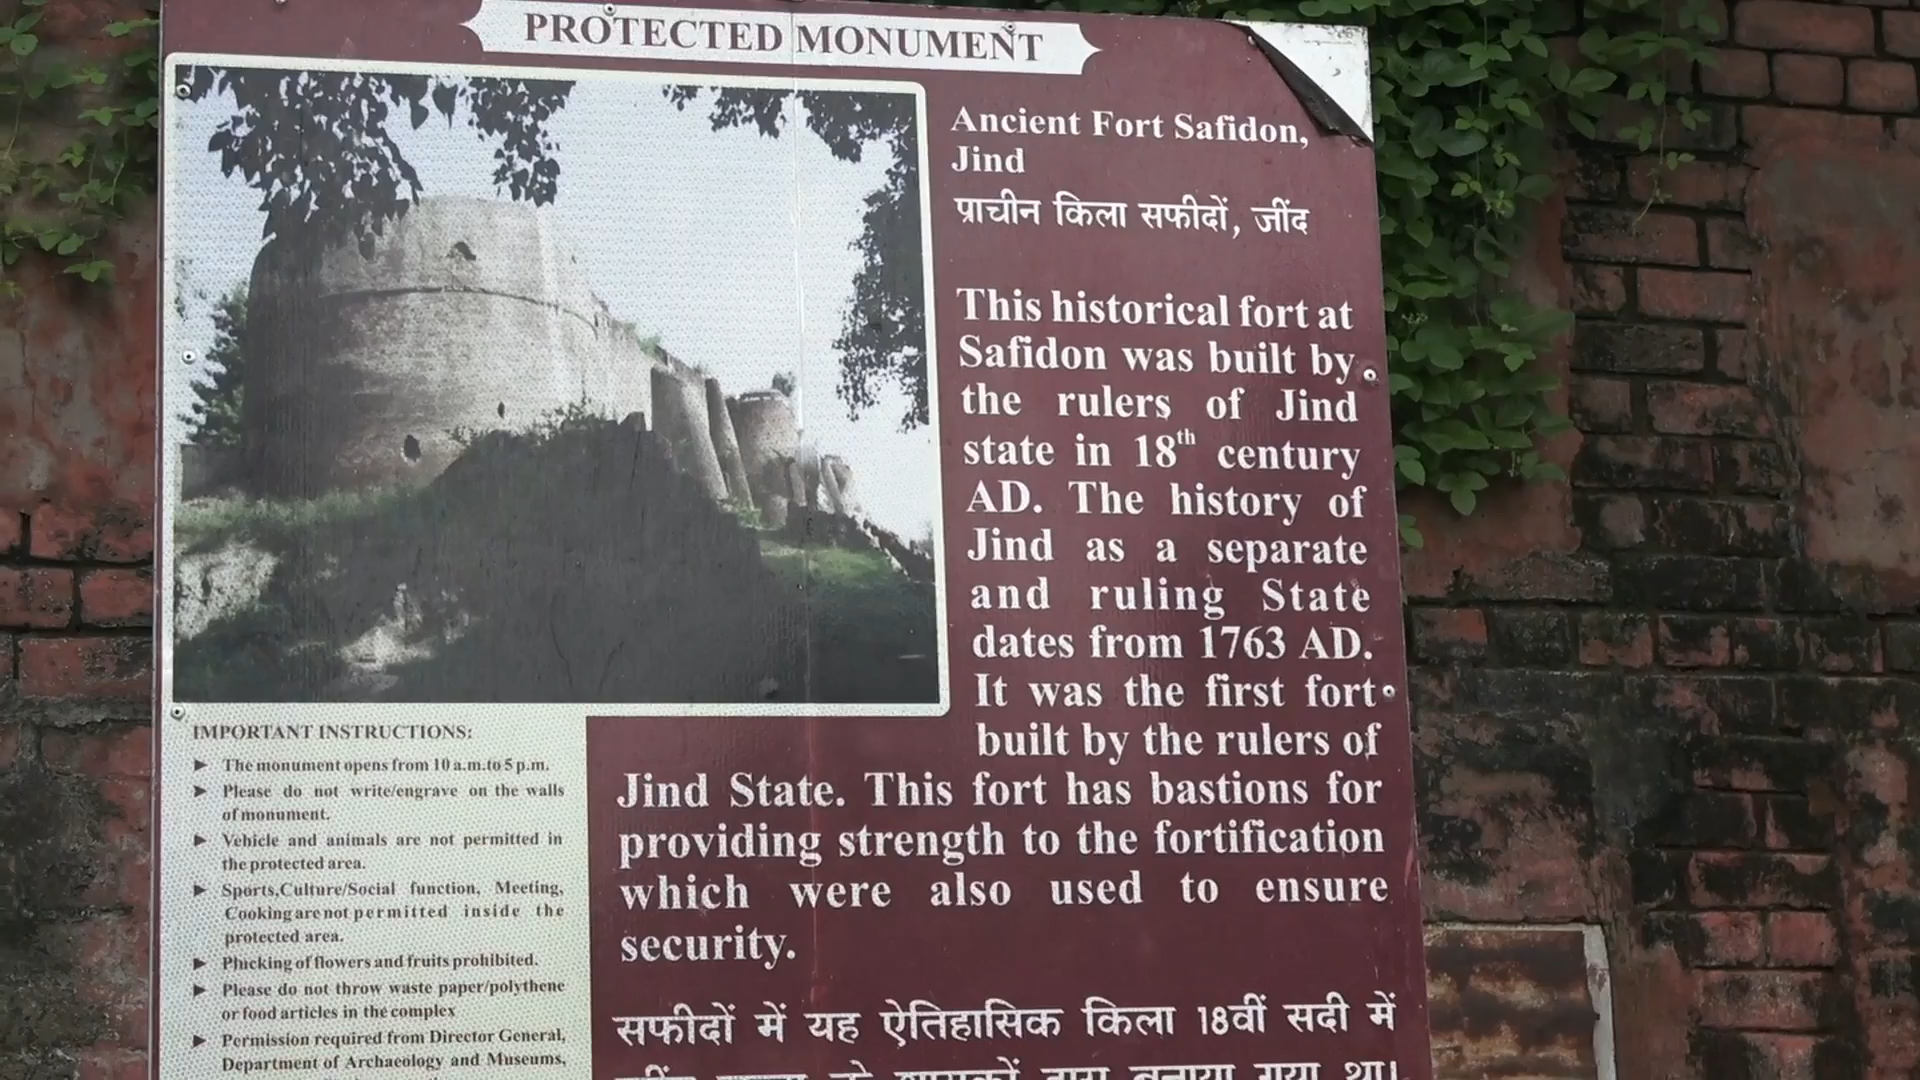 PROTECTED MONUMENT
Ancient Fort Safidon,
Jind
प्राचीन किला सफीदों, जींद
This historical fort at
Safidon was built by
the rulers of Jind
state in 18th century
AD. The history of
Jind as a separate
and ruling State
dates from 1763 AD.
It was the first fort
built by the rulers of
Jind State. This fort has bastions for
providing strength to the fortification
which were also used to ensure
security.
सफीदों में यह ऐतिहासिक किला 18वीं सदी में
बनाया गया था।
IMPORTANT INSTRUCTIONS:
► The monument opens from 10 a.m.to 5 p.m.
► Please do not write/engrave on the walls
of monument.
► Vehicle and animals are not permitted in
the protected area.
► Sports,Culture/Social function, Meeting,
Cooking are not permitted inside the
protected area.
► Plucking of flowers and fruits prohibited.
► Please do not throw waste paper/polythene
or food articles in the complex
► Permission required from Director General,
Department of Archaeology and Museums,